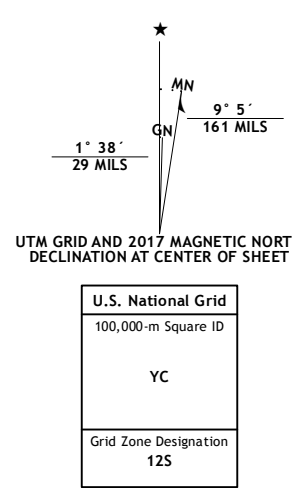 ★
MN
9° 5´
161 MILS
GN
1° 38´
29 MILS
UTM GRID AND 2017 MAGNETIC NORT
DECLINATION AT CENTER OF SHEET
U.S. National Grid
100,000-m Square ID
YC
Grid Zone Designation
12S